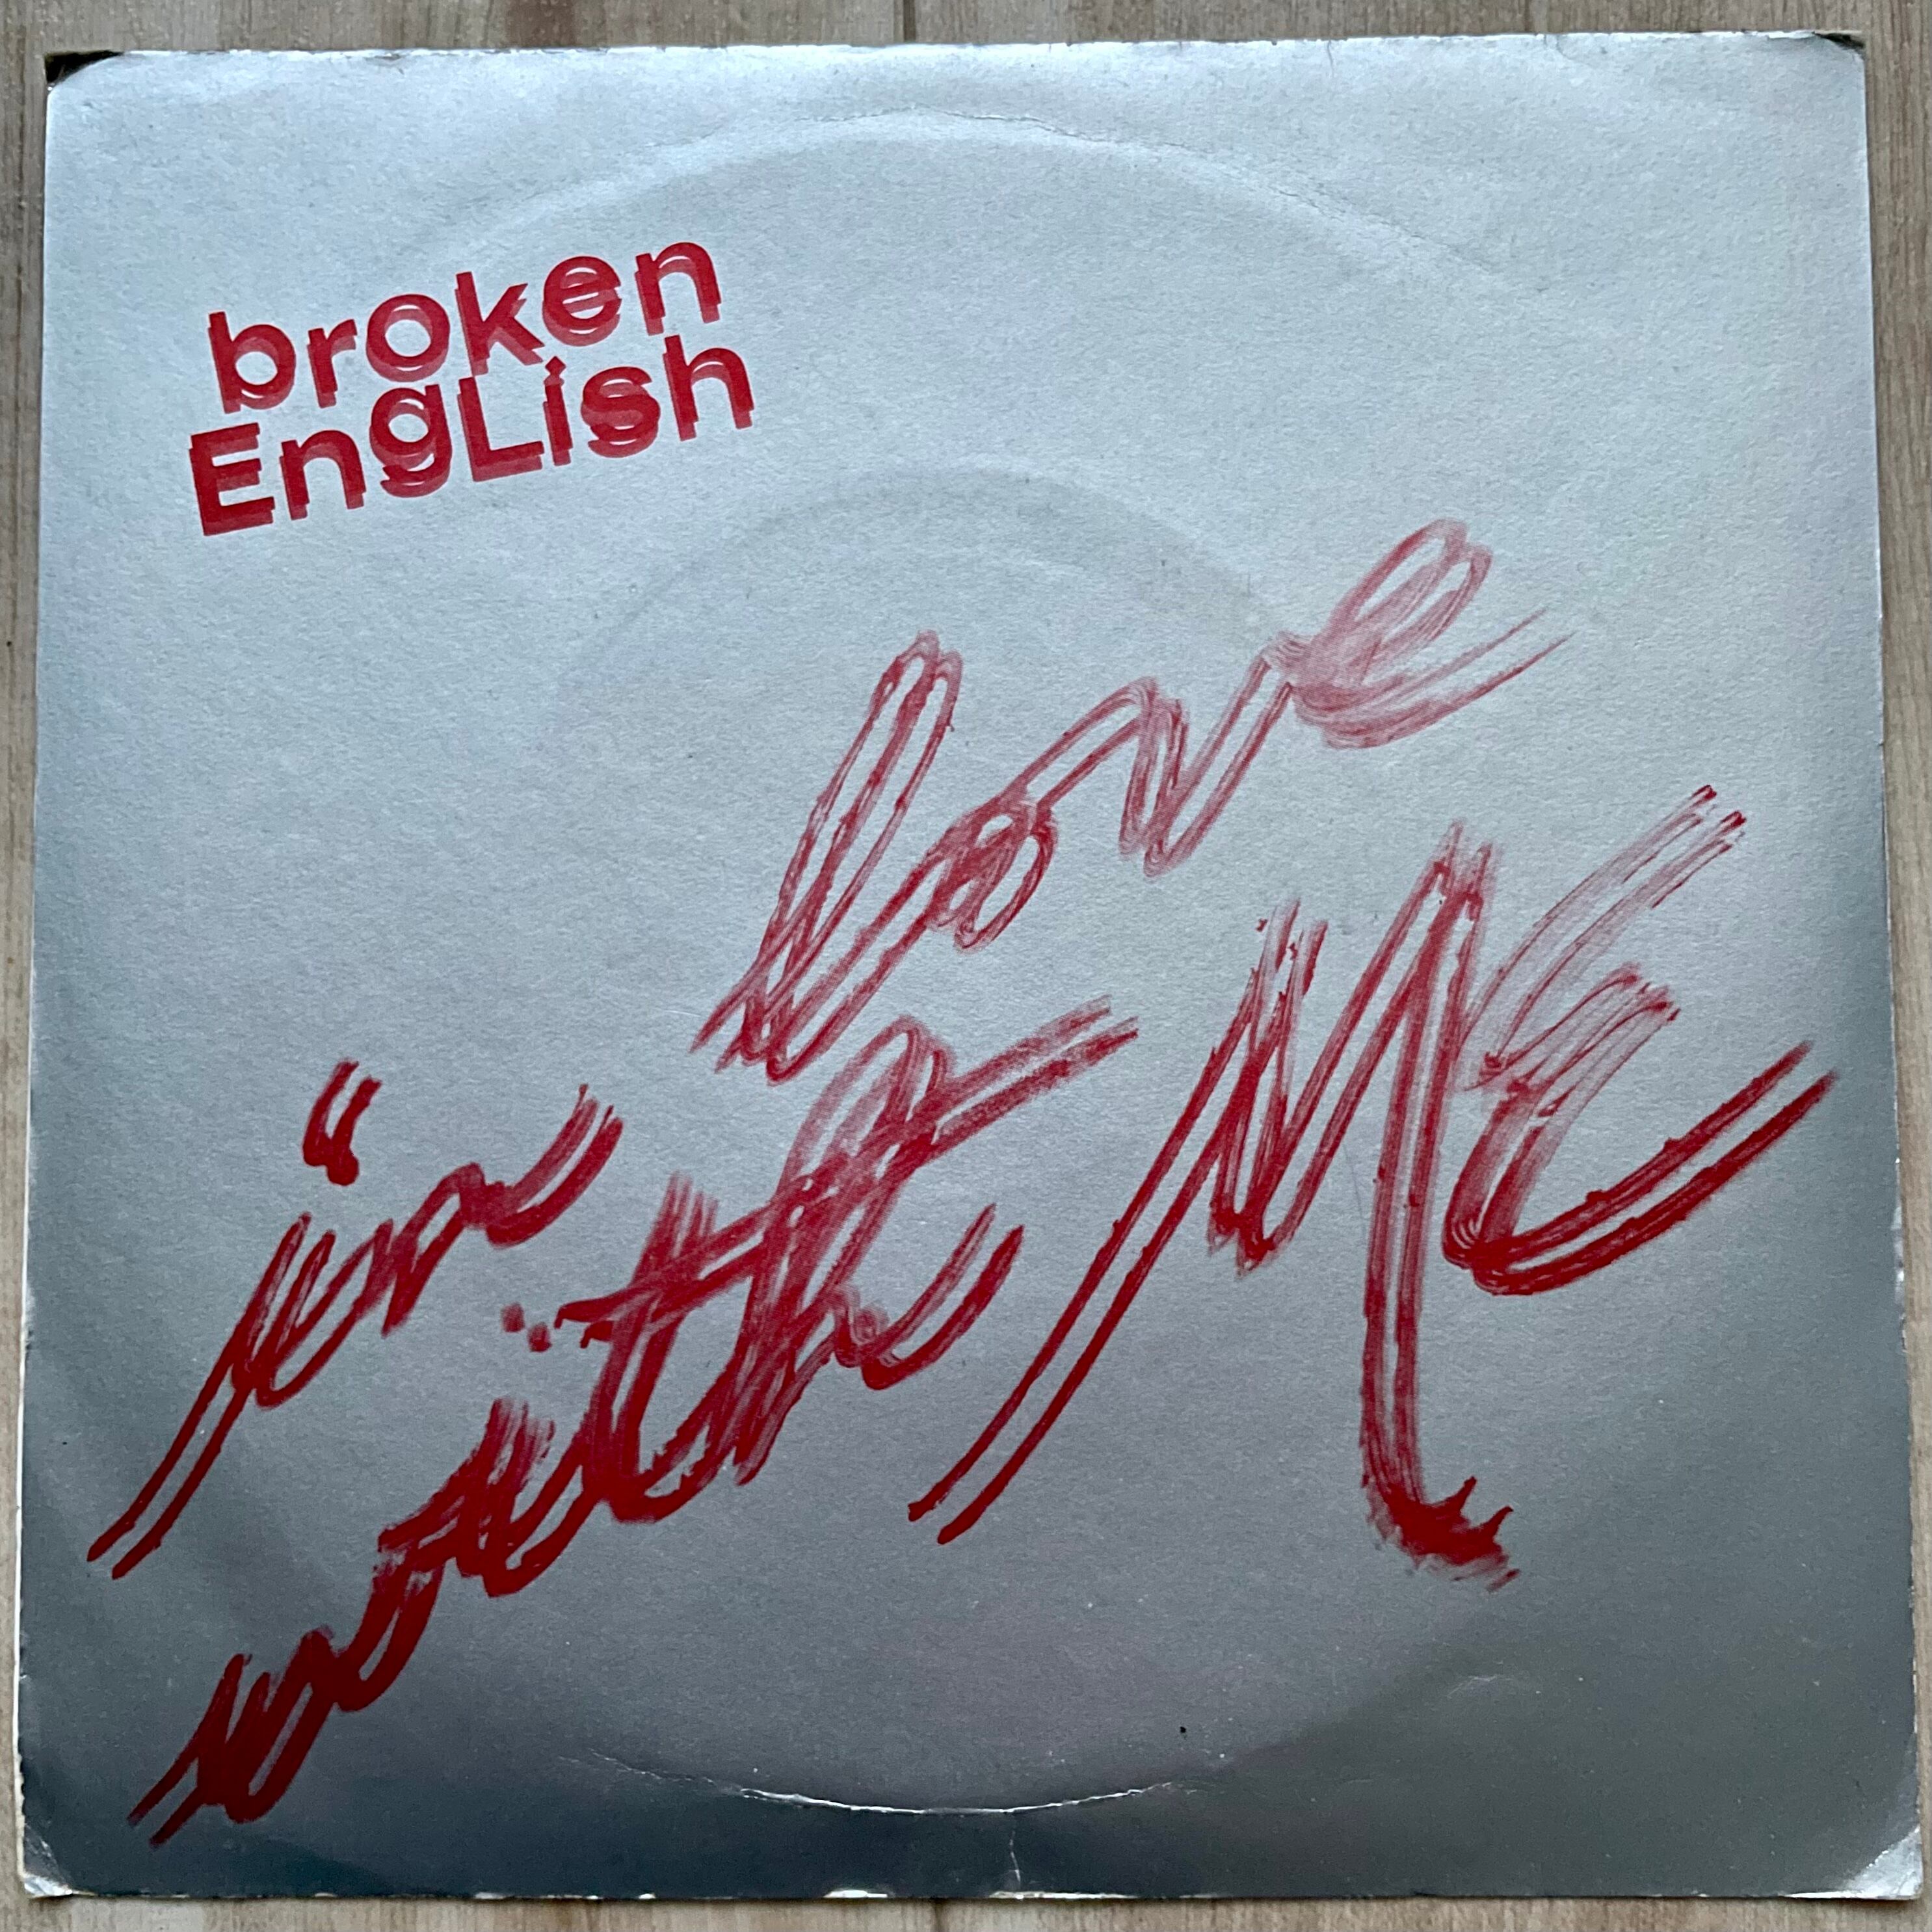 broken
EngLish
in love
with ME